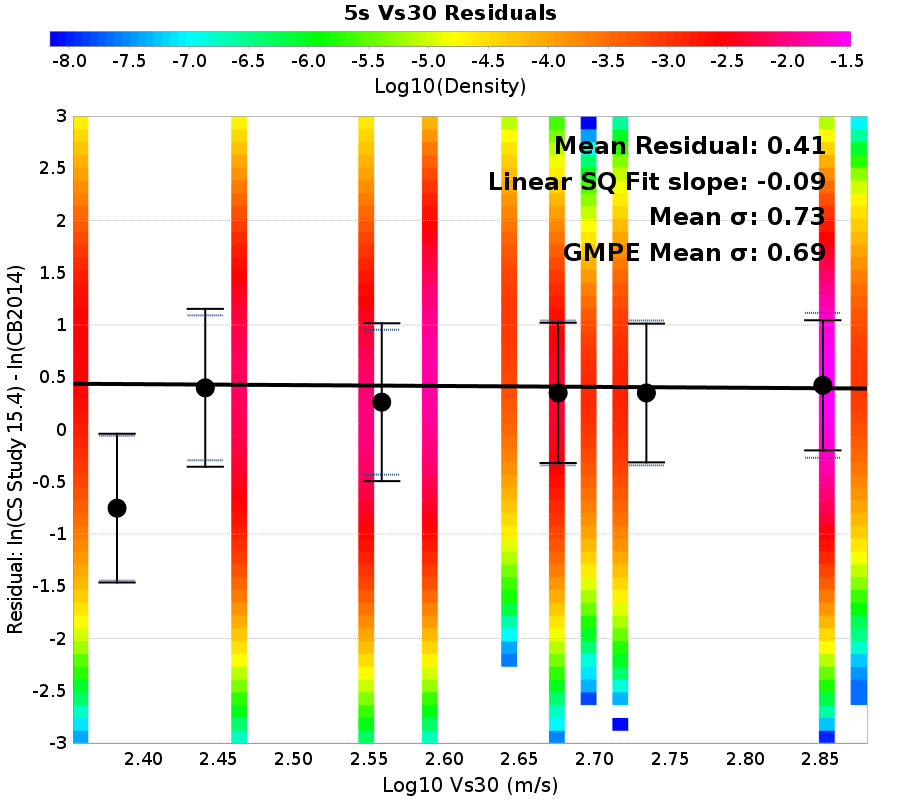 5s Vs30 Residuals
-8.0 -7.5 -7.0 -6.5 -6.0 -5.5 -5.0 -4.5 -4.0 -3.5 -3.0 -2.5 -2.0 -1.5
Log10(Density)
Mean Residual: 0.41
Linear SQ Fit slope: -0.09
Mean σ: 0.73
GMPE Mean σ: 0.69
Residual: ln(CS Study 15.4) - ln(CB2014)
3
2.5
2
1.5
1
0.5
0
-0.5
-1
-1.5
-2
-2.5
-3
2.40 2.45 2.50 2.55 2.60 2.65 2.70 2.75 2.80 2.85
Log10 Vs30 (m/s)